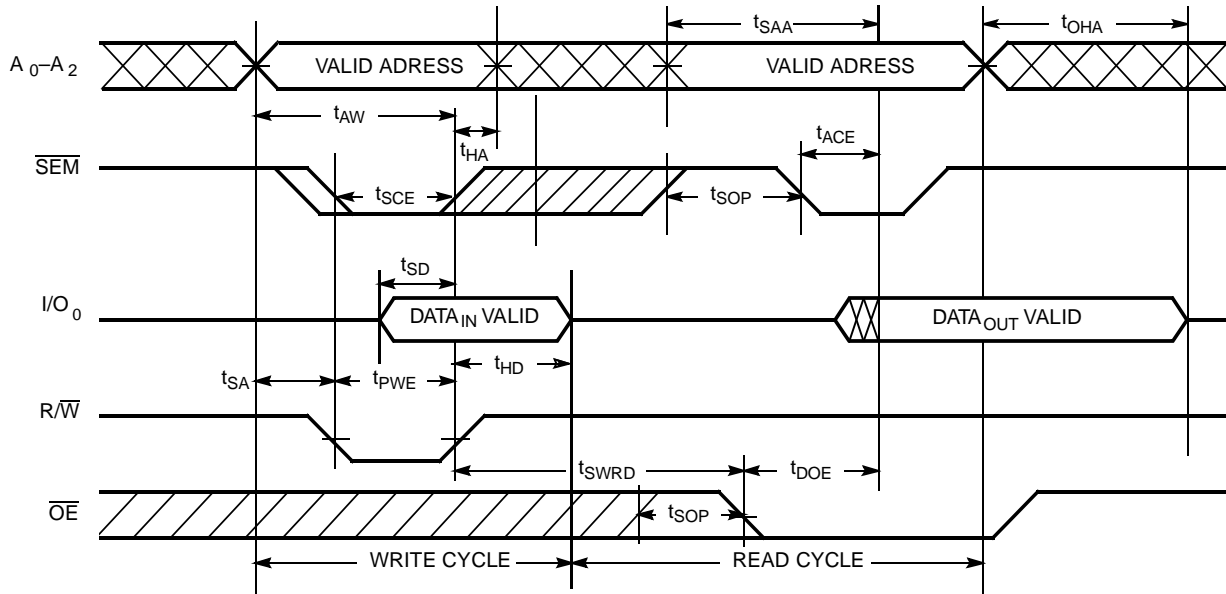 tSAA
tOHA
A0–A2
VALID ADRESS
VALID ADRESS
tAW
tHA
tACE
SEM
tSCE
tSOP
tSD
I/O0
DATAIN VALID
DATAOUT VALID
tSA
tPWE
tHD
R/W
tSWRD
tDOE
OE
tSOP
WRITE CYCLE
READ CYCLE